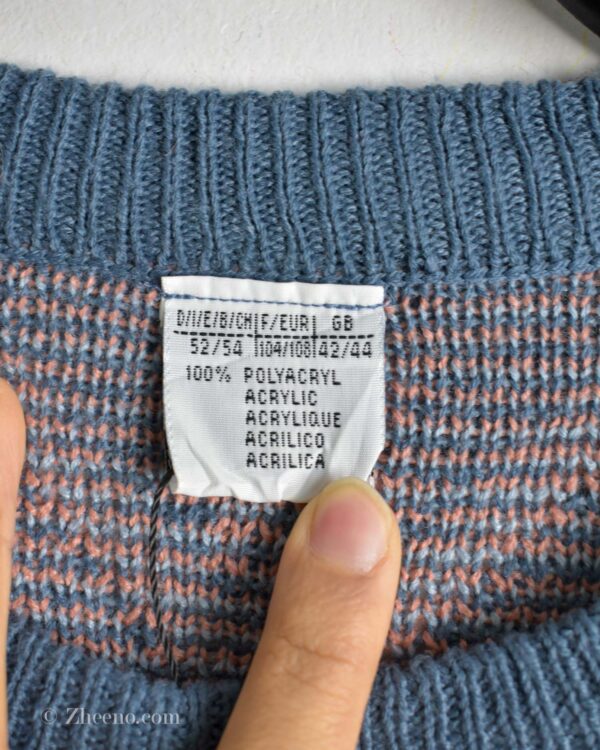 D/I/E/B/CH F/EUR GB
52/54 104/108 42/44
100% POLYACRYL
ACRYLIC
ACRYLIQUE
ACRILICO
ACRILICA
© Zheeno.com